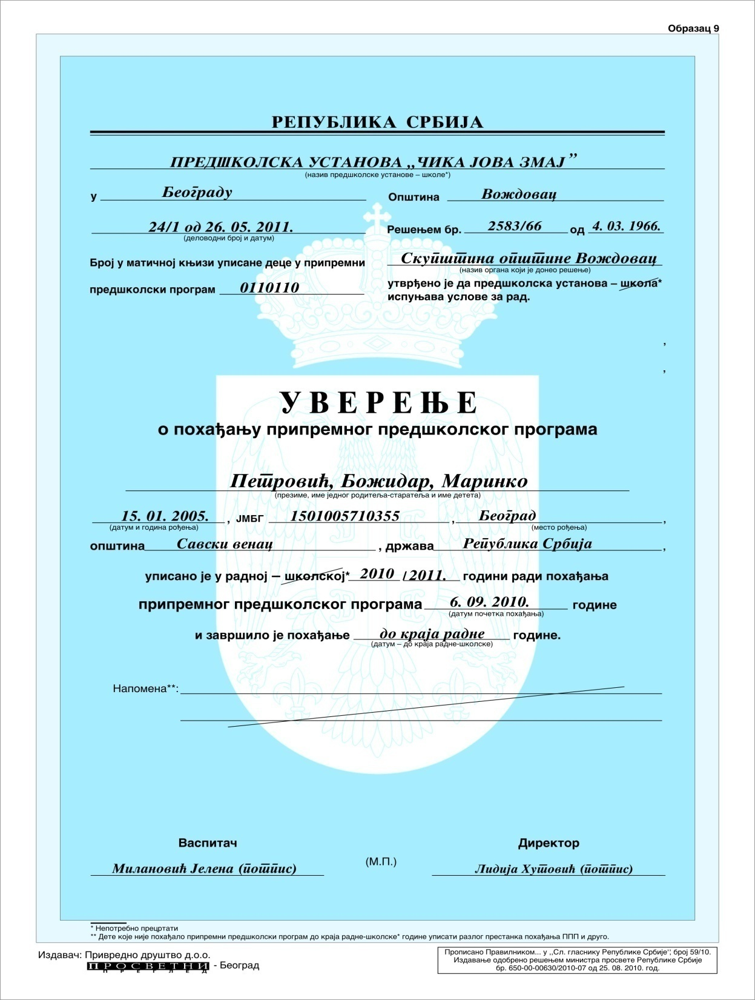 Образац 9
РЕПУБЛИКА СРБИЈА
ПРЕДШКОЛСКА УСТАНОВА „ЧИКА ЈОВА ЗМАЈ”
(назив предшколске установе – школе*)
у Београду Општина Вождовац
24/1 од 26. 05. 2011. Решењем бр. 2583/66 од 4. 03. 1966.
(деловодни број и датум)
Број у матичној књизи уписане деце у припремни Скупштина општине Вождовац
(назив органа који је донео решење)
предшколски програм 0110110 утврђено је да предшколска установа – школа*
испуњава услове за рад.
,
,
УВЕРЕЊЕ
о похађању припремног предшколског програма
Петровић, Божидар, Маринко
(презиме, име једног родитеља-старатеља и име детета)
15. 01. 2005. , ЈМБГ 1501005710355 , Београд ,
(датум и година рођења) (место рођења)
општина Савски венац , држава Република Србија ,
уписано је у радној – школској* 2010 /2011. години ради похађања
припремног предшколског програма 6. 09. 2010. године
(датум почетка похађања)
и завршило је похађање до краја радне године.
(датум – до краја радне-школске)
Напомена**:
Васпитач Директор
(М.П.)
Милановић Јелена (потпис) Лидија Хутовић (потпис)
* Непотребно прецртати
** Дете које није похађало припремни предшколски програм до краја радне-школске* године уписати разлог престанка похађања ППП и друго.
Издавач: Привредно друштво д.о.о.
ПРОСВЕТНИ - Београд
ПРЕГЛЕД
Прописано Правилником... у ,,Сл. гласнику Републике Србије'', број 59/10.
Издавање одобрено решењем министра просвете Републике Србије
бр. 650-00-00630/2010-07 од 25. 08. 2010. год.